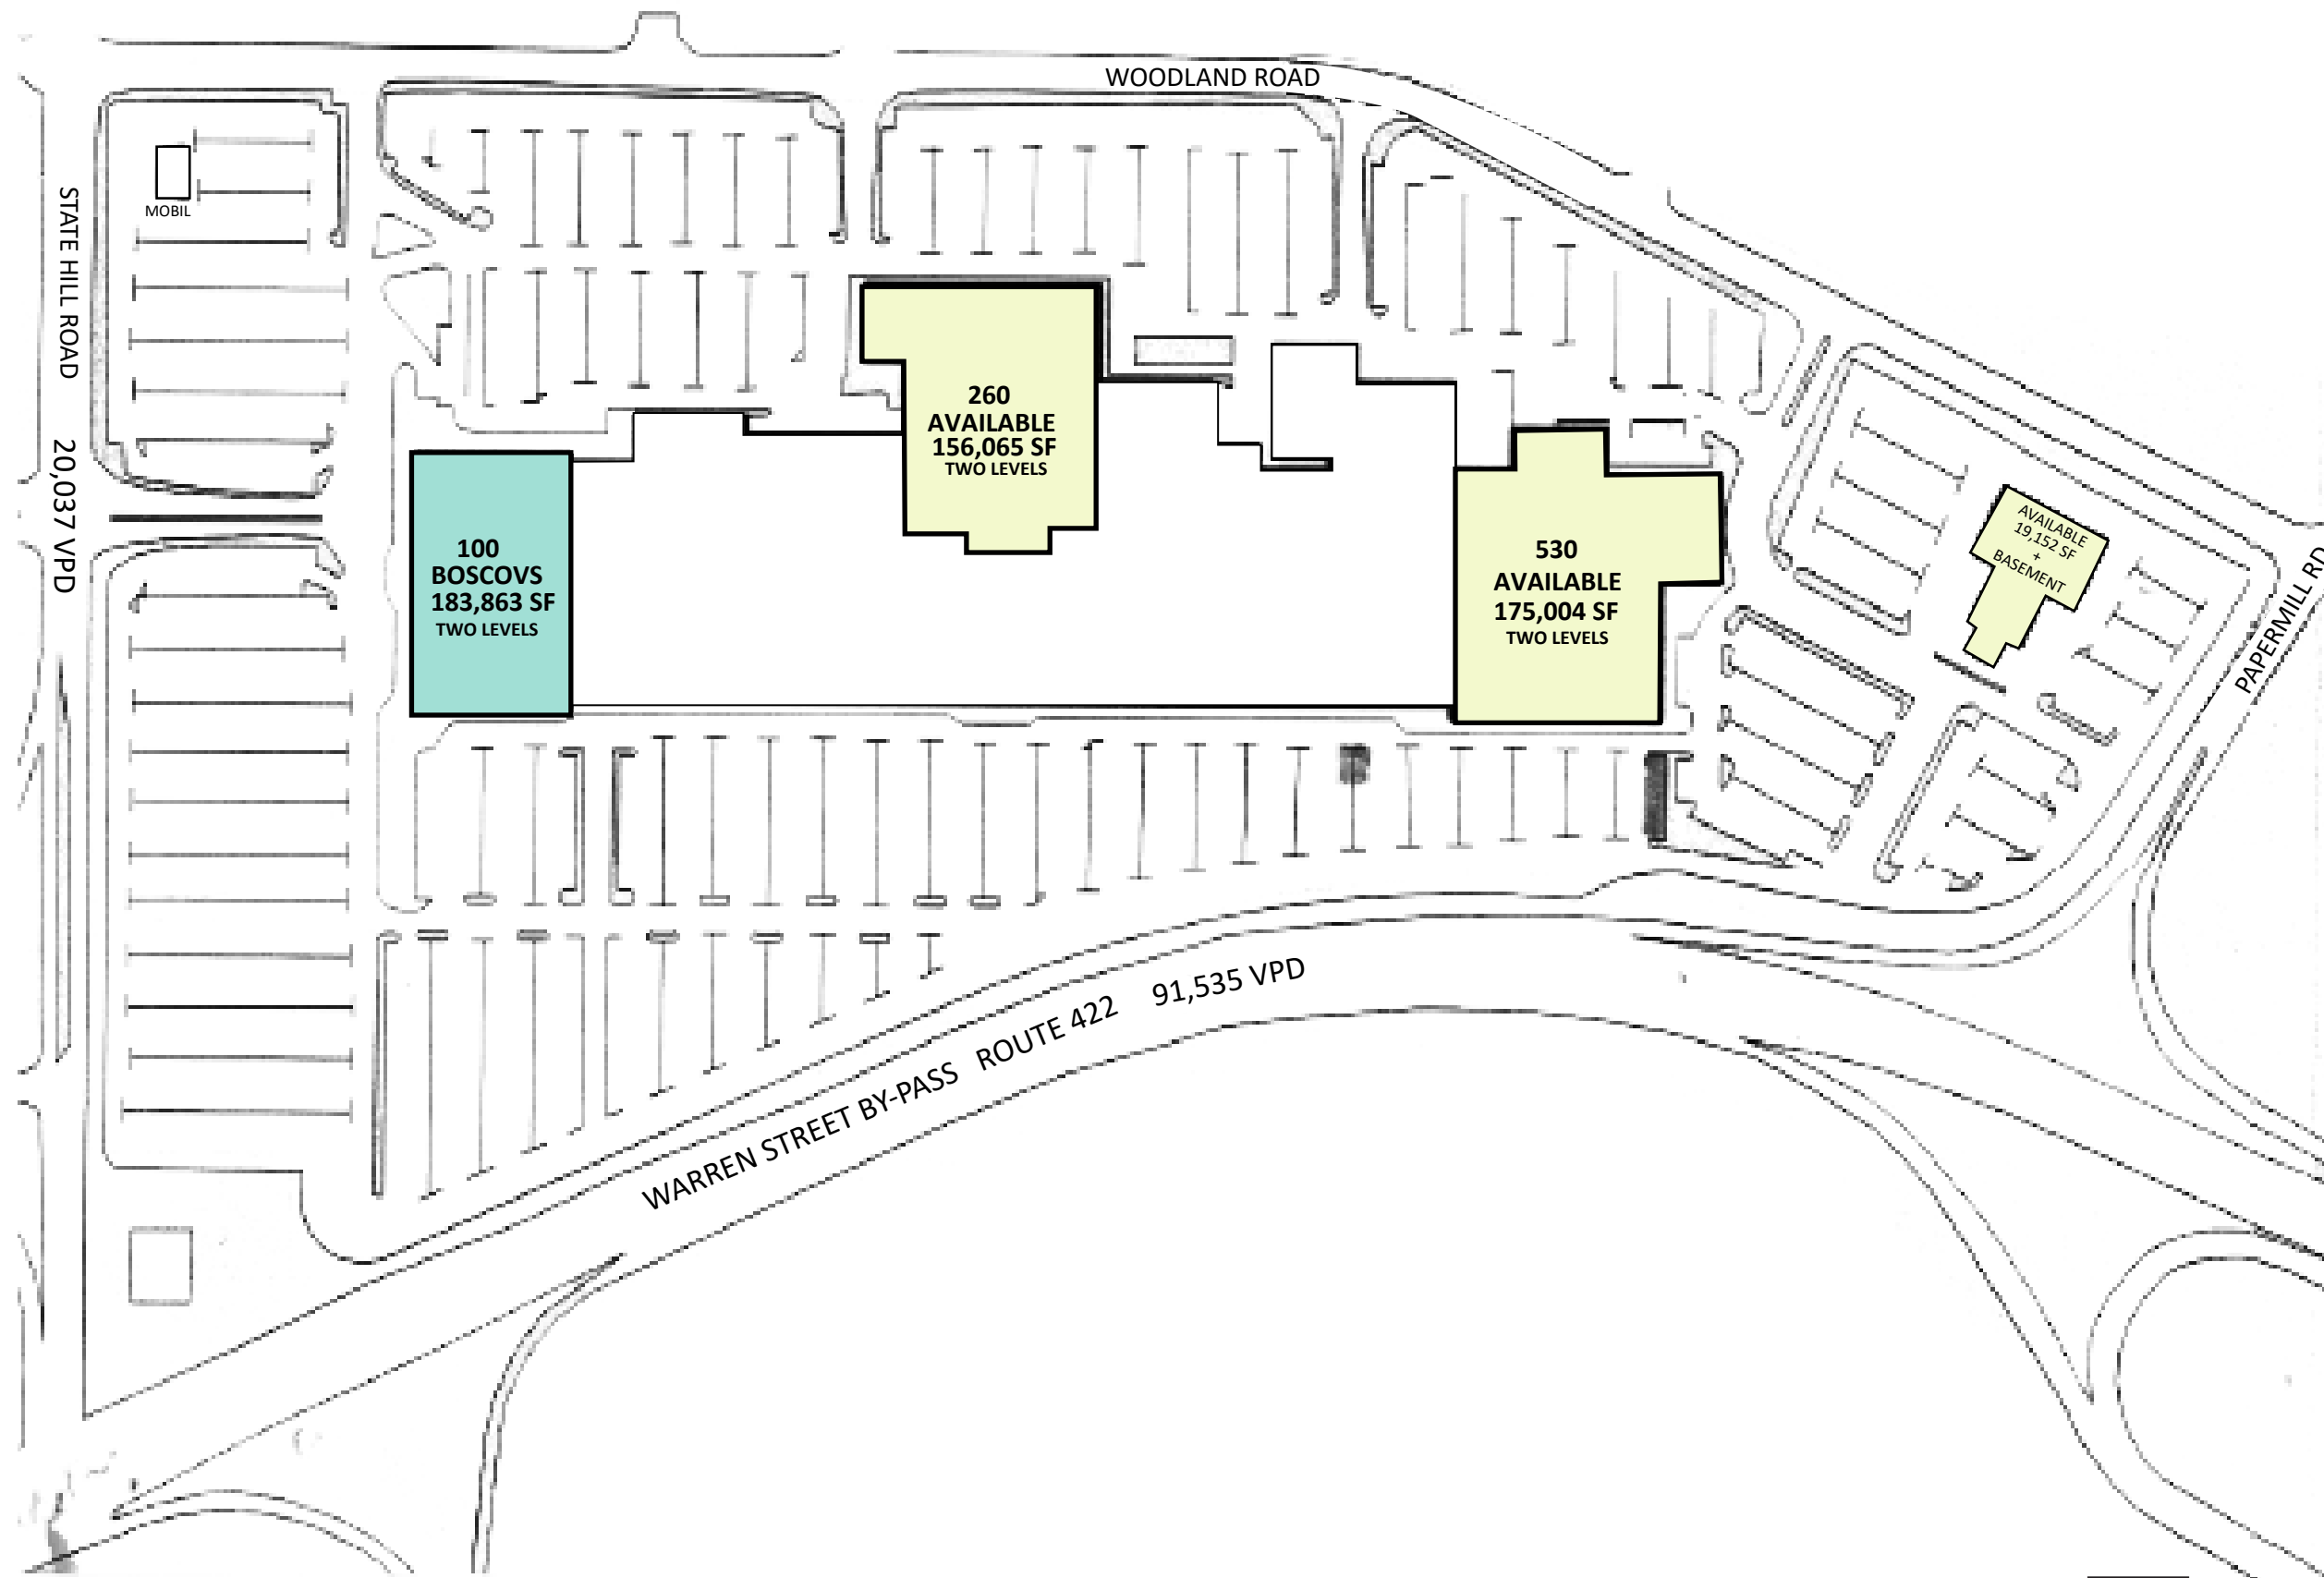 WOODLAND ROAD
MOBIL
STATE HILL ROAD 20,037 VPD
260
AVAILABLE
156,065 SF
TWO LEVELS
100
BOSCOVS
183,863 SF
TWO LEVELS
530
AVAILABLE
175,004 SF
TWO LEVELS
AVAILABLE
19,152 SF
+
BASEMENT
PAPERMILL RD
WARREN STREET BY-PASS ROUTE 422 91,535 VPD